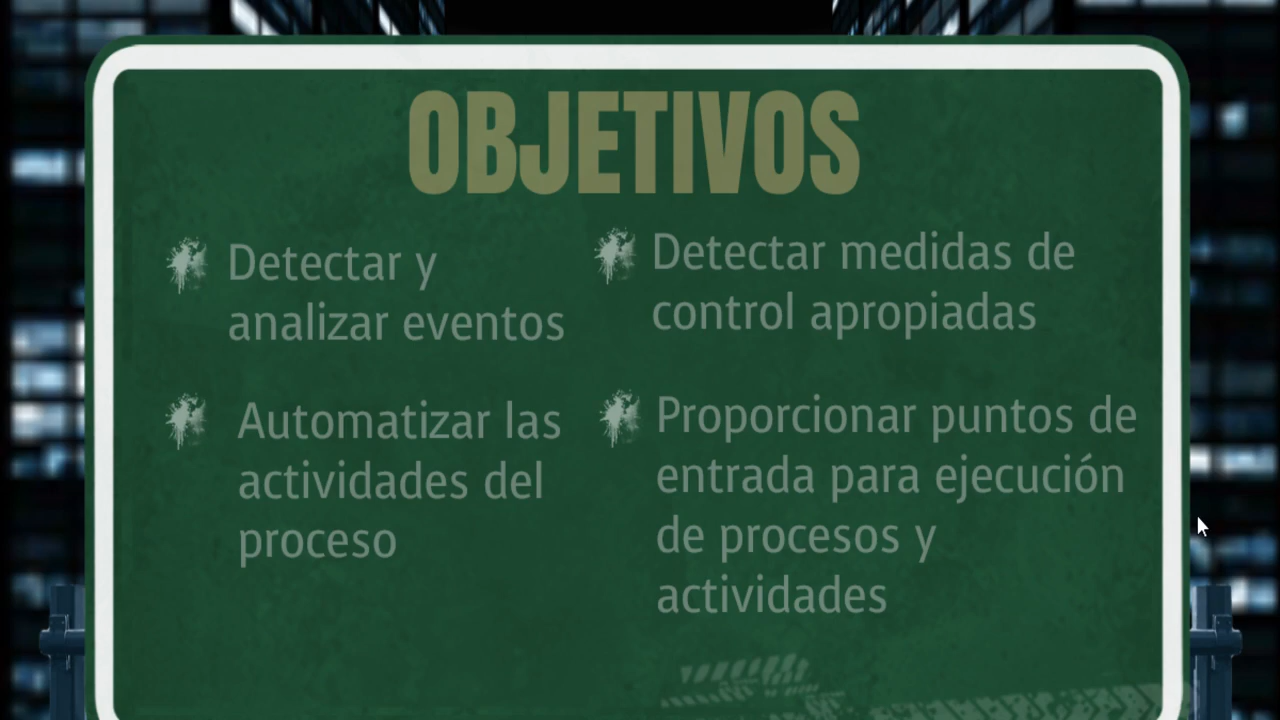 OBJETIVOS
Detectar y
analizar eventos
Automatizar las
actividades del
proceso
Detectar medidas de
control apropiadas
Proporcionar puntos de
entrada para ejecución
de procesos y
actividades